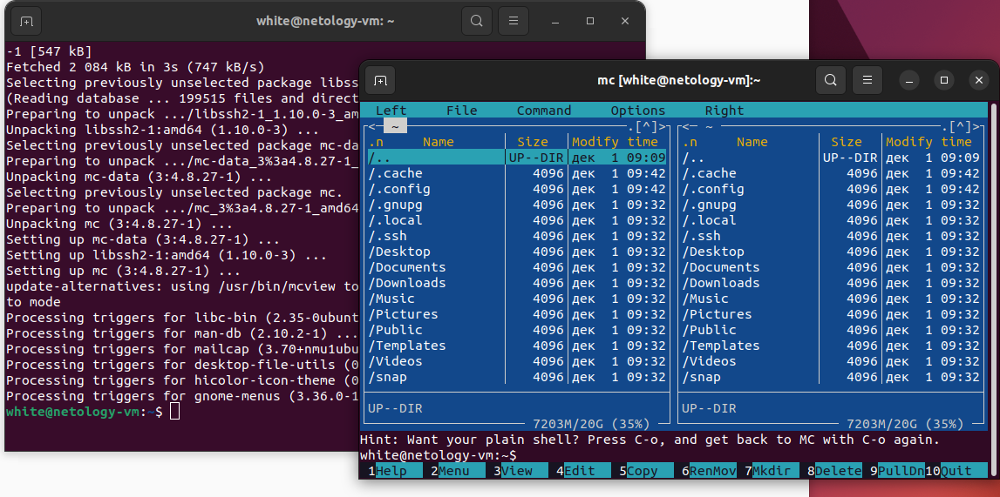 white@netology-vm: ~
-1 [547 kB]
Fetched 2 084 kB in 3s (747 kB/s)
Selecting previously unselected package libss
(Reading database ... 199515 files and direct
Preparing to unpack .../libssh2-1_1.10.0-3_am
Unpacking libssh2-1:amd64 (1.10.0-3) ...
Selecting previously unselected package mc-da
Preparing to unpack .../mc-data_3%3a4.8.27-1_
Unpacking mc-data (3:4.8.27-1) ...
Selecting previously unselected package mc.
Preparing to unpack .../mc_3%3a4.8.27-1_amd64
Unpacking mc (3:4.8.27-1) ...
Setting up mc-data (3:4.8.27-1) ...
Setting up libssh2-1:amd64 (1.10.0-3) ...
Setting up mc (3:4.8.27-1) ...
update-alternatives: using /usr/bin/mcview to
to mode
Processing triggers for libc-bin (2.35-0ubunt
Processing triggers for man-db (2.10.2-1) ...
Processing triggers for mailcap (3.70+nmu1ubu
Processing triggers for desktop-file-utils (0
Processing triggers for hicolor-icon-theme (0
Processing triggers for gnome-menus (3.36.0-1
white@netology-vm:~$
mc [white@netology-vm]:~
Left File Command Options Right
<─ ~ .[^]> <─ ~ .[^]>
.n Name Size Modify time .n Name Size Modify time
/.. UP--DIR дек 1 09:09 /.. UP--DIR дек 1 09:09
/.cache 4096 дек 1 09:42 /.cache 4096 дек 1 09:42
/.config 4096 дек 1 09:42 /.config 4096 дек 1 09:42
/.gnupg 4096 дек 1 09:32 /.gnupg 4096 дек 1 09:32
/.local 4096 дек 1 09:32 /.local 4096 дек 1 09:32
/.ssh 4096 дек 1 09:32 /.ssh 4096 дек 1 09:32
/Desktop 4096 дек 1 09:32 /Desktop 4096 дек 1 09:32
/Documents 4096 дек 1 09:32 /Documents 4096 дек 1 09:32
/Downloads 4096 дек 1 09:32 /Downloads 4096 дек 1 09:32
/Music 4096 дек 1 09:32 /Music 4096 дек 1 09:32
/Pictures 4096 дек 1 09:32 /Pictures 4096 дек 1 09:32
/Public 4096 дек 1 09:32 /Public 4096 дек 1 09:32
/Templates 4096 дек 1 09:32 /Templates 4096 дек 1 09:32
/Videos 4096 дек 1 09:32 /Videos 4096 дек 1 09:32
/snap 4096 дек 1 09:32 /snap 4096 дек 1 09:32
UP--DIR UP--DIR
7203M/20G (35%) 7203M/20G (35%)
Hint: Want your plain shell? Press C-o, and get back to MC with C-o again.
white@netology-vm:~$
1Help 2Menu 3View 4Edit 5Copy 6RenMov 7Mkdir 8Delete 9PullDn 10Quit